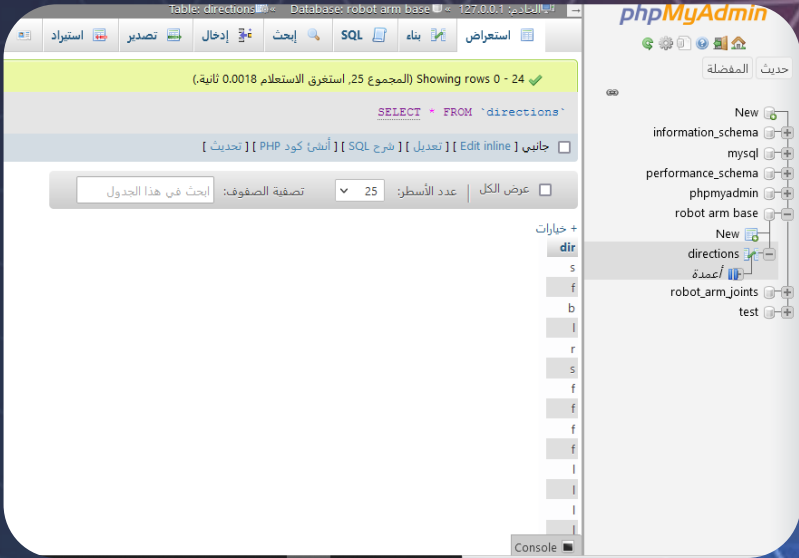 الخادم: 127.0.0.1 » Database: robot arm base » Table: directions
phpMyAdmin
استعراض
بناء
SQL
إبحث
إدخال
تصدير
استيراد
حديث
المفضلة
Showing rows 0 - 24 (المجموع 25, استغرق الاستعلام 0.0018 ثانية.)
SELECT * FROM `directions`
جانبي [ Edit inline ] [ تعديل ] [ شرح SQL ] [ أنشئ كود PHP ] [ تحديث ]
عرض الكل | عدد الأسطر: 25 تصفية الصفوف: ابحث في هذا الجدول
+ خيارات
dir
s
f
b
l
r
s
f
f
f
f
l
l
l
l
Console
New
information_schema
mysql
performance_schema
phpmyadmin
robot arm base
New
directions
أعمدة
robot_arm_joints
test